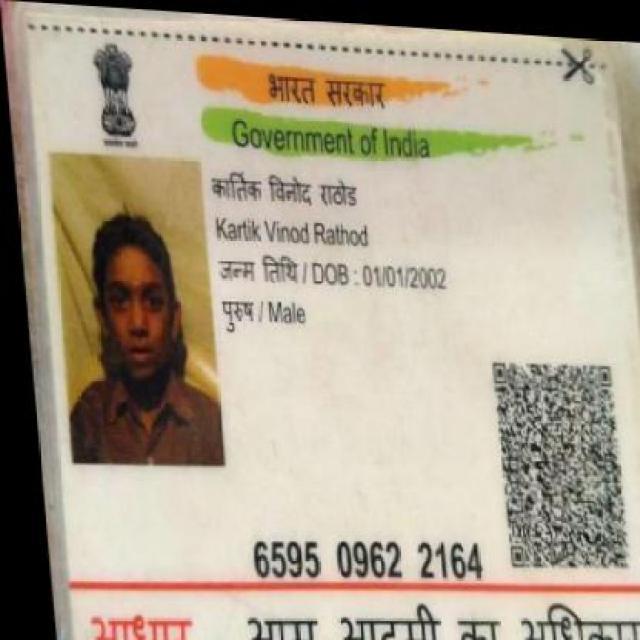 भारत सरकार
Government of India
कार्तिक विनोद राठोड
Kartik Vinod Rathod
जन्म तिथि / DOB : 01/01/2002
पुरुष / Male
6595 0962 2164
आधार आम आदमी का अधिकार